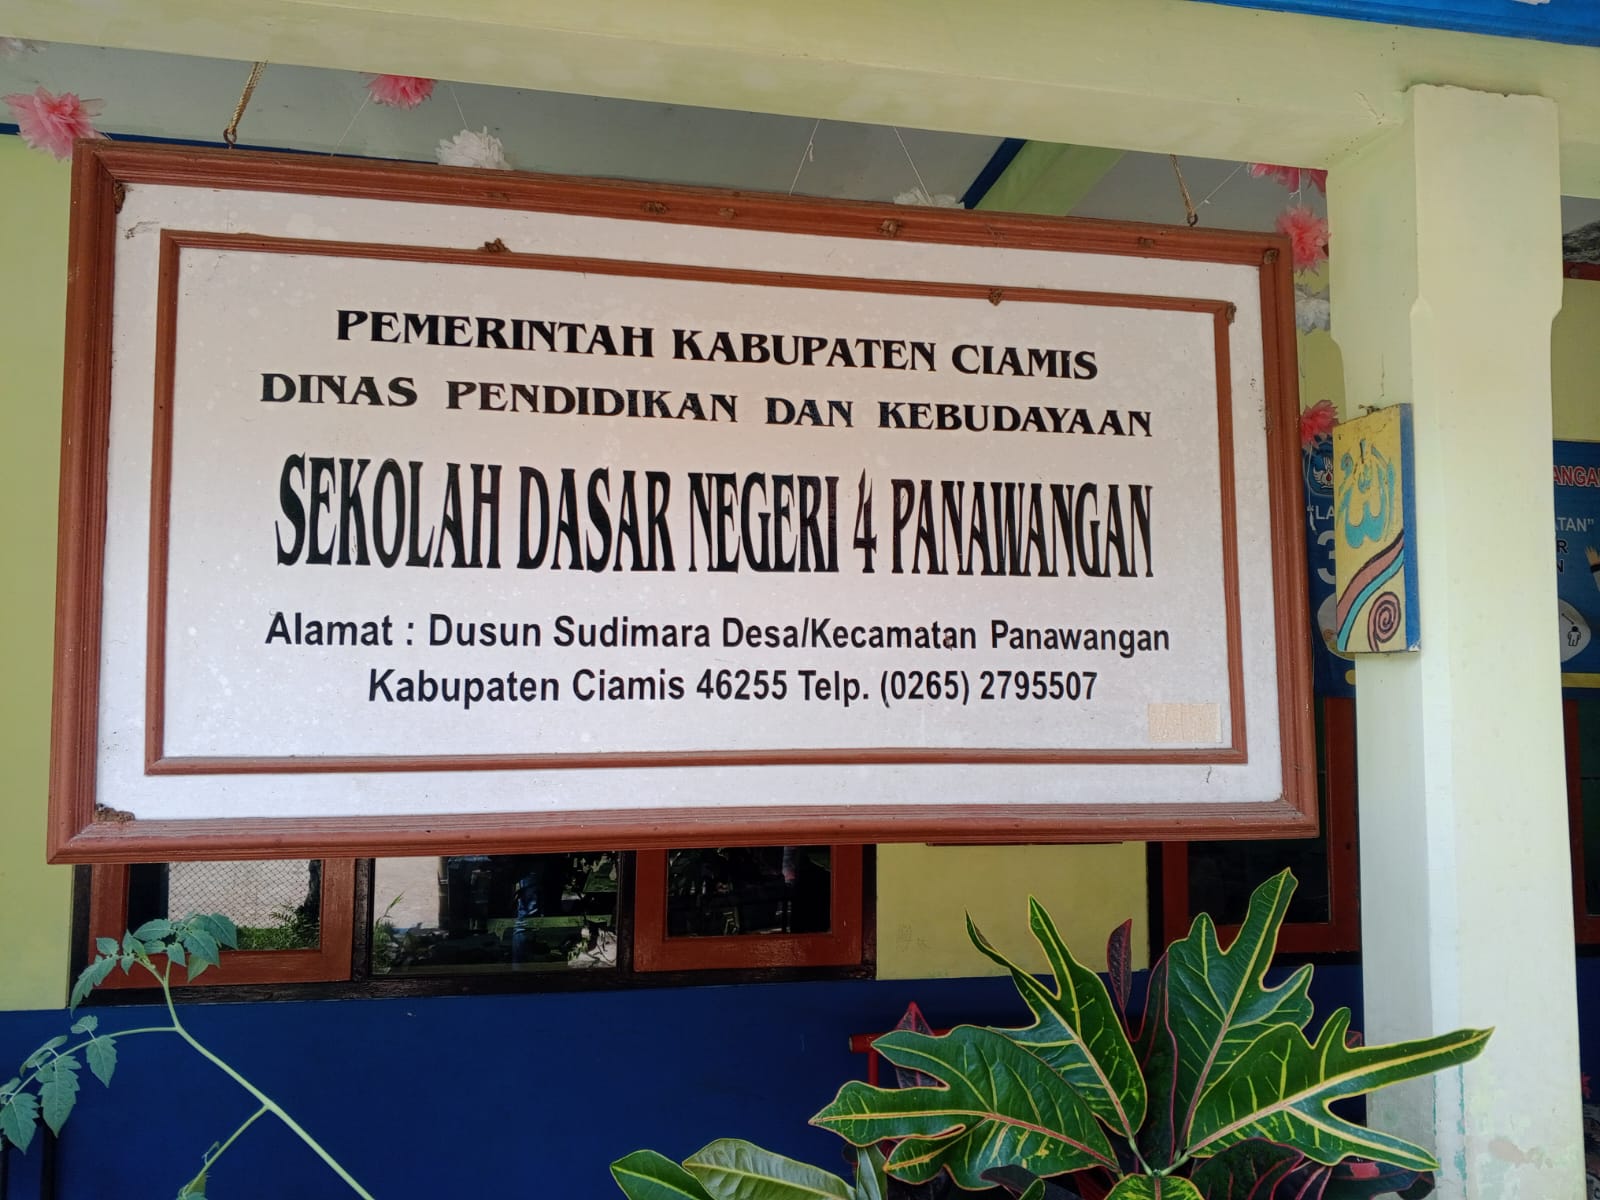 PEMERINTAH KABUPATEN CIAMIS
DINAS PENDIDIKAN DAN KEBUDAYAAN
SEKOLAH DASAR NEGERI 4 PANAWANGAN
Alamat : Dusun Sudimara Desa/Kecamatan Panawangan
Kabupaten Ciamis 46255 Telp. (0265) 2795507
الله